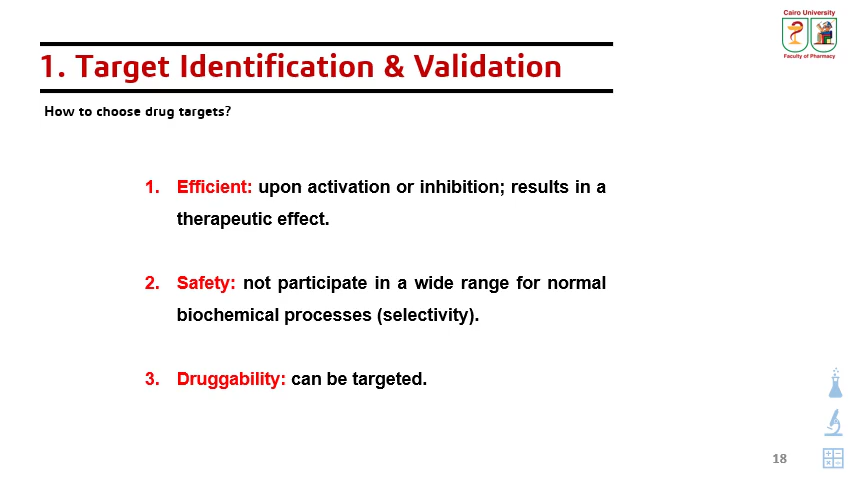 Cairo University
Faculty of Pharmacy
1. Target Identification & Validation
How to choose drug targets?
1. Efficient: upon activation or inhibition; results in a
therapeutic effect.
2. Safety: not participate in a wide range for normal
biochemical processes (selectivity).
3. Druggability: can be targeted.
18